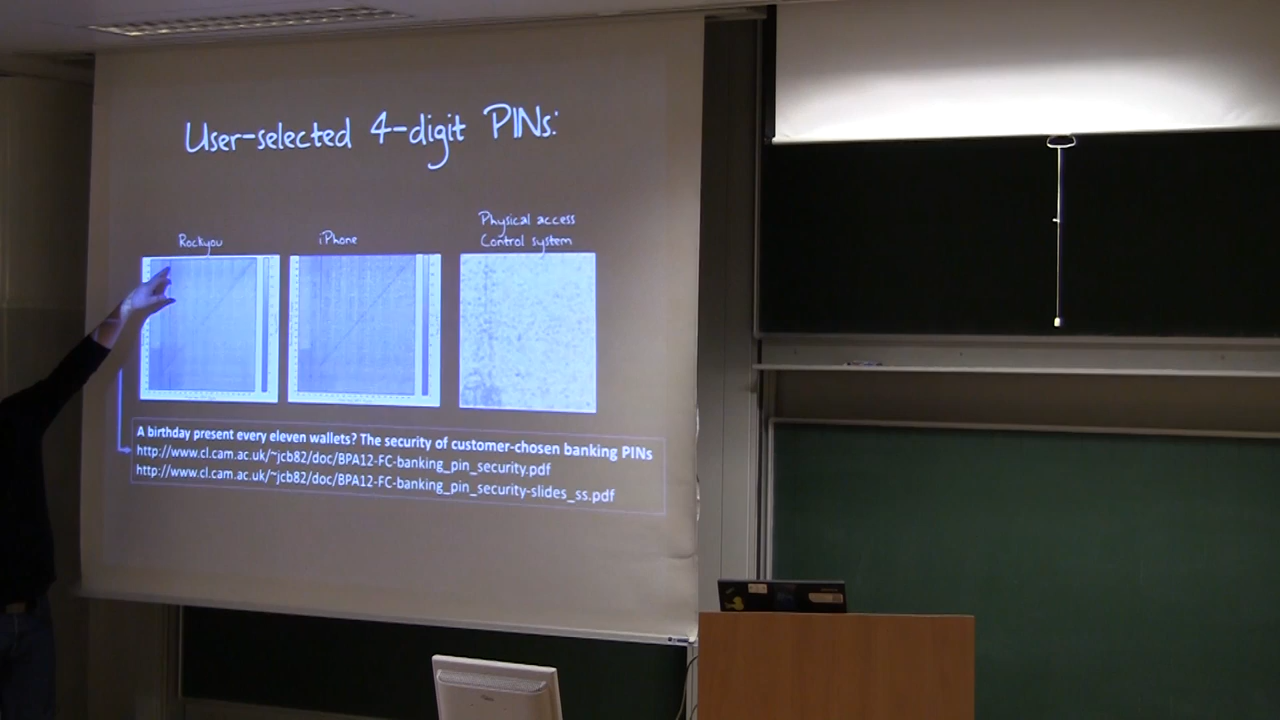 User-selected 4-digit PINs:
Rockyou
iPhone
Physical access
Control system
A birthday present every eleven wallets? The security of customer-chosen banking PINs
http://www.cl.cam.ac.uk/~jcb82/doc/BPA12-FC-banking_pin_security.pdf
http://www.cl.cam.ac.uk/~jcb82/doc/BPA12-FC-banking_pin_security-slides_ss.pdf